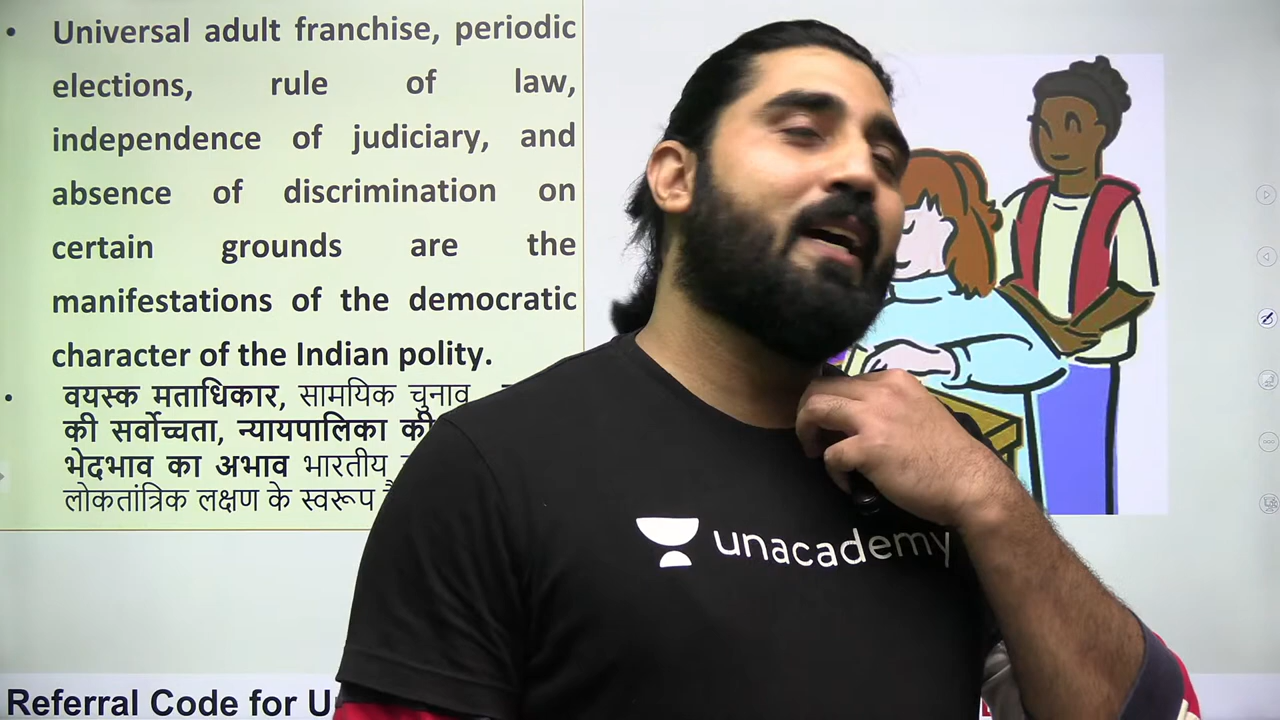 • Universal adult franchise, periodic
elections, rule of law,
independence of judiciary, and
absence of discrimination on
certain grounds are the
manifestations of the democratic
character of the Indian polity.
• वयस्क मताधिकार, सामयिक चुनाव
की सर्वोच्चता, न्यायपालिका की
भेदभाव का अभाव भारतीय
लोकतांत्रिक लक्षण के स्वरूप
unacademy
Referral Code for